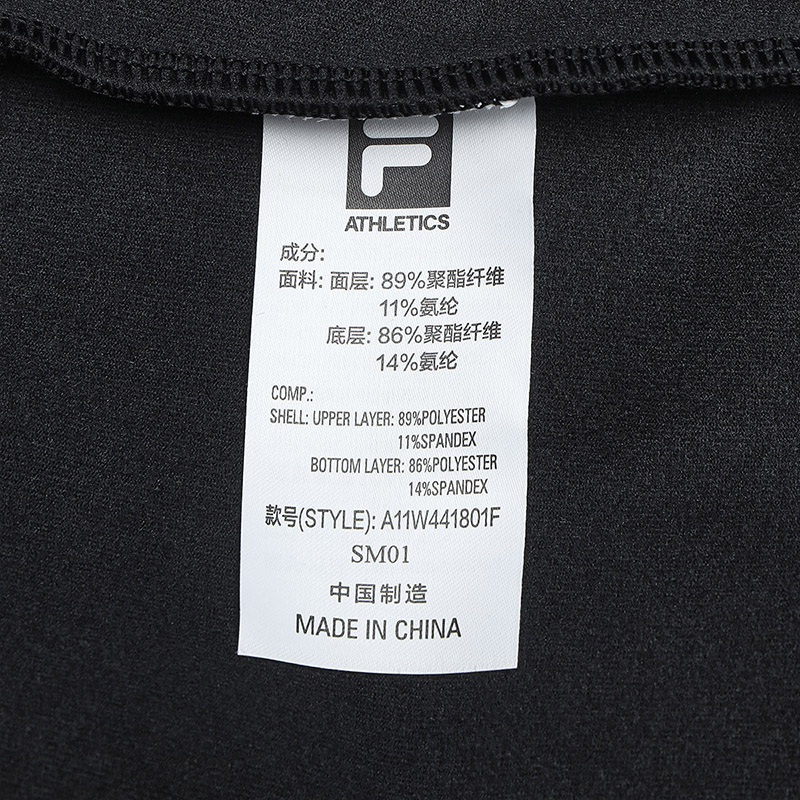 F
ATHLETICS
成分:
面料: 面层: 89%聚酯纤维
11%氨纶
底层: 86%聚酯纤维
14%氨纶
COMP.:
SHELL: UPPER LAYER: 89%POLYESTER
11%SPANDEX
BOTTOM LAYER: 86%POLYESTER
14%SPANDEX
款号(STYLE): A11W441801F
SM01
中国制造
MADE IN CHINA